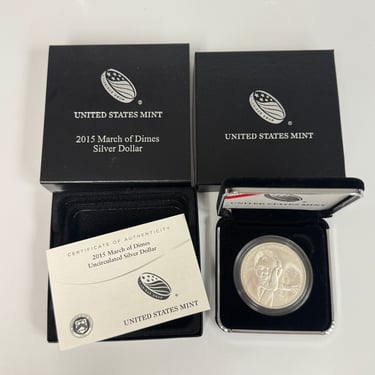 UNITED STATES MINT
2015 March of Dimes
Silver Dollar
UNITED STATES MINT
CERTIFICATE OF AUTHENTICITY
2015 March of Dimes
Uncirculated Silver Dollar
UNITED STATES MINT